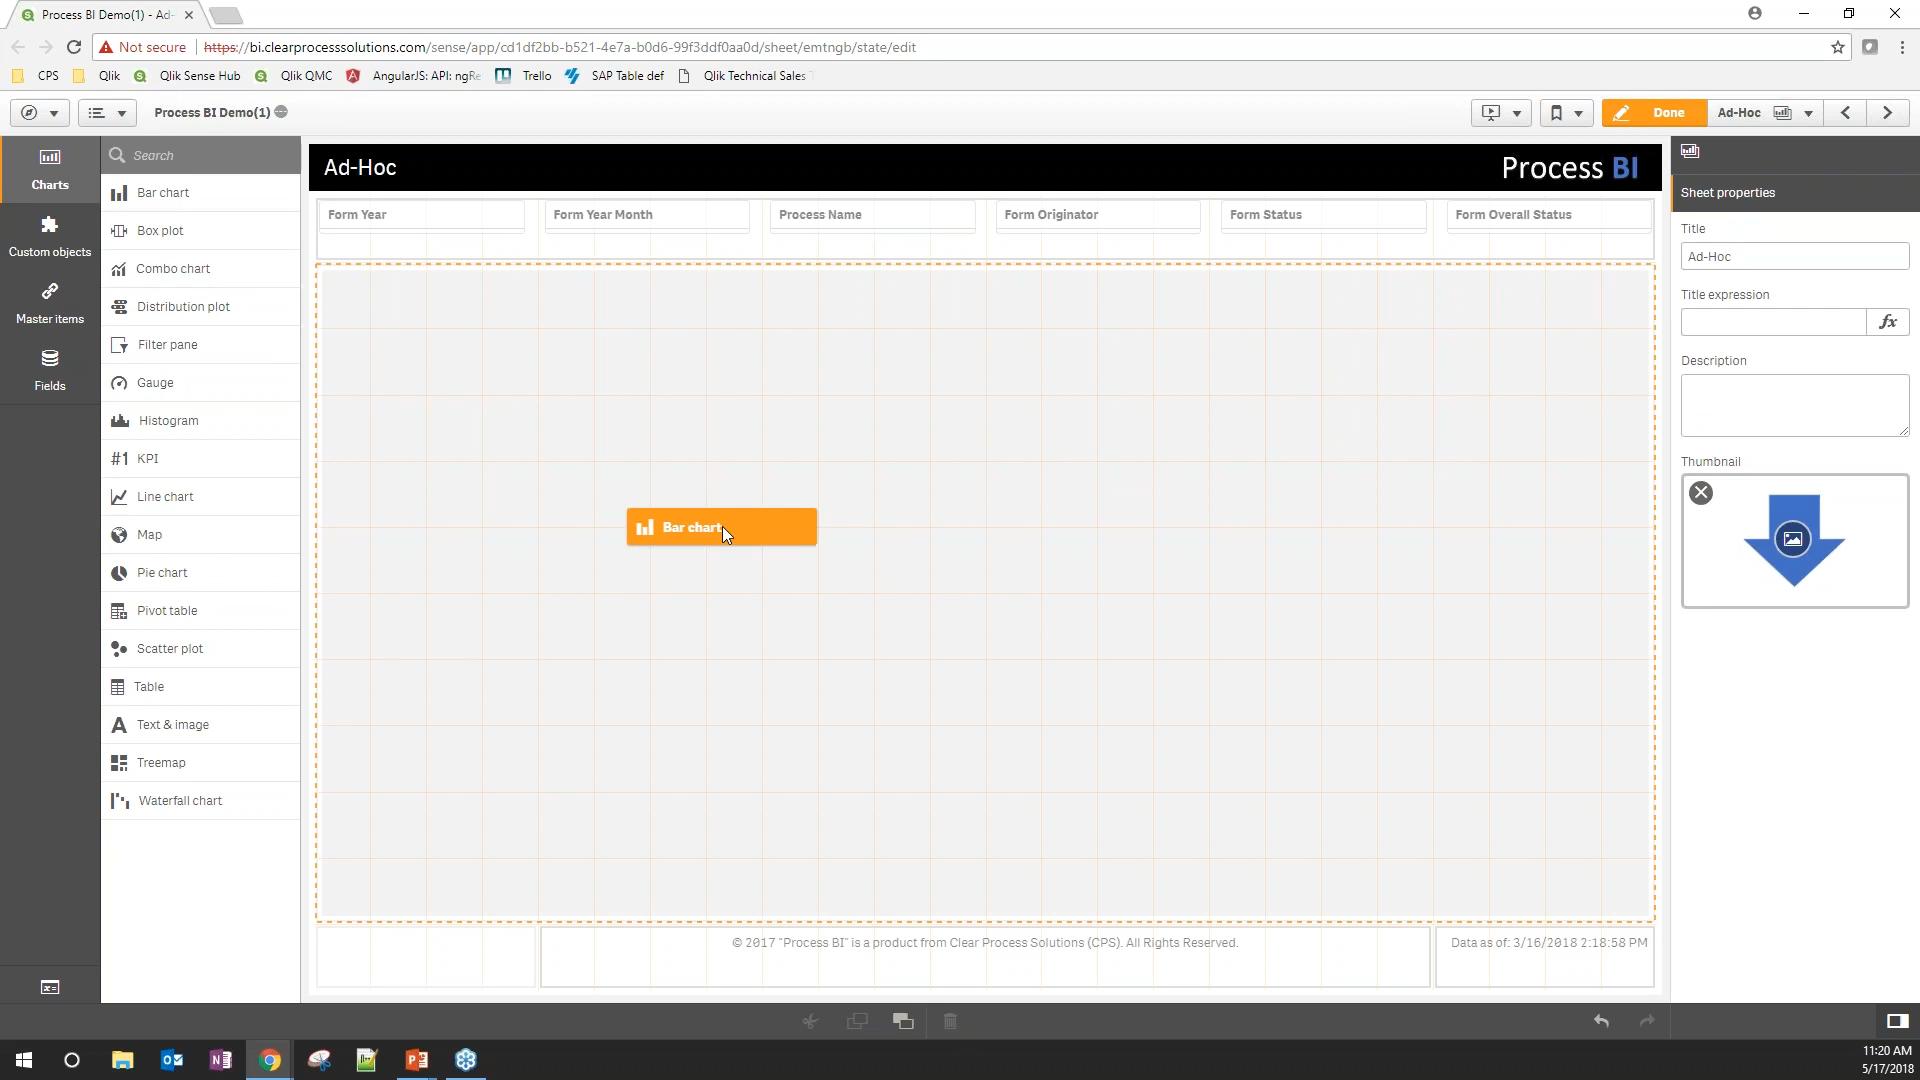 Process BI Demo(1) - Ad-
Not secure https://bi.clearprocesssolutions.com/sense/app/cd1df2bb-b521-4e7a-b0d6-99f3ddf0aa0d/sheet/emtngb/state/edit
CPS Qlik Qlik Sense Hub Qlik QMC AngularJS: API: ngRe Trello SAP Table def Qlik Technical Sales
Process BI Demo(1) Done Ad-Hoc
Charts
Custom objects
Master items
Fields
Search
Bar chart
Box plot
Combo chart
Distribution plot
Filter pane
Gauge
Histogram
#1 KPI
Line chart
Map
Pie chart
Pivot table
Scatter plot
Table
Text & image
Treemap
Waterfall chart
Ad-Hoc Process BI
Form Year Form Year Month Process Name Form Originator Form Status Form Overall Status
Bar chart
© 2017 "Process BI" is a product from Clear Process Solutions (CPS). All Rights Reserved.
Data as of: 3/16/2018 2:18:58 PM
Sheet properties
Title
Ad-Hoc
Title expression
fx
Description
Thumbnail
11:20 AM
5/17/2018